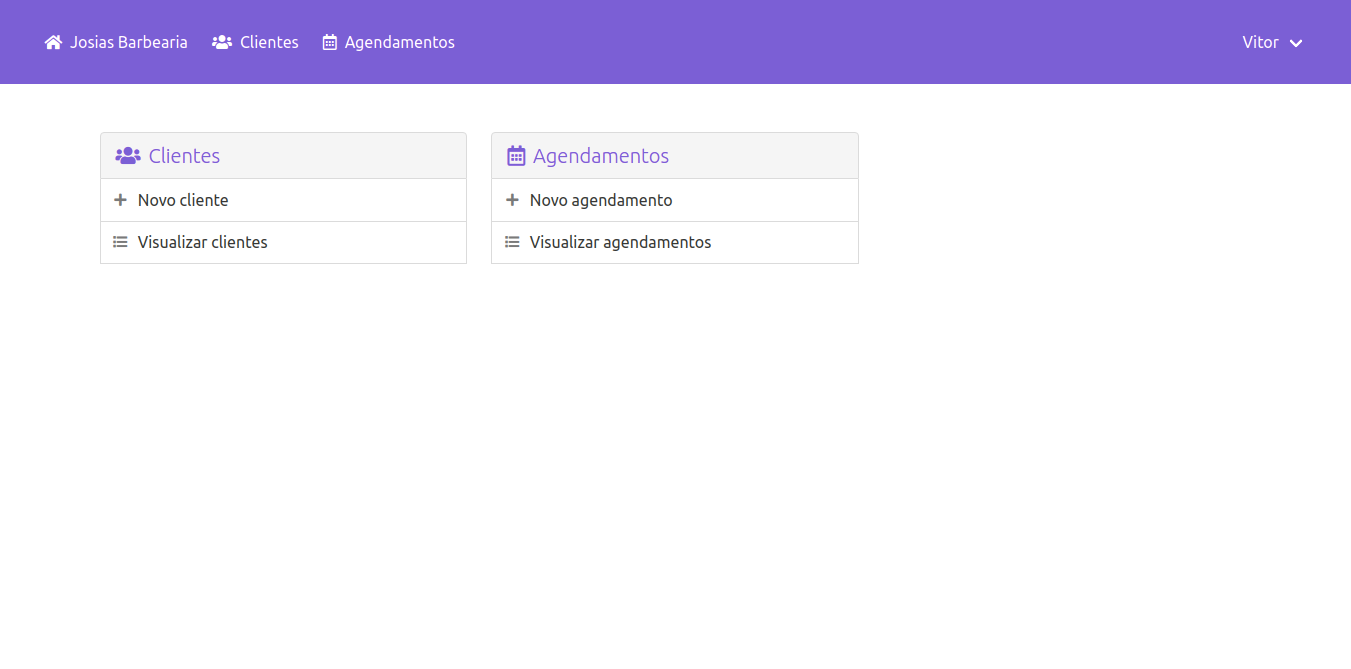 Josias Barbearia Clientes Agendamentos Vitor
Clientes
Novo cliente
Visualizar clientes
Agendamentos
Novo agendamento
Visualizar agendamentos